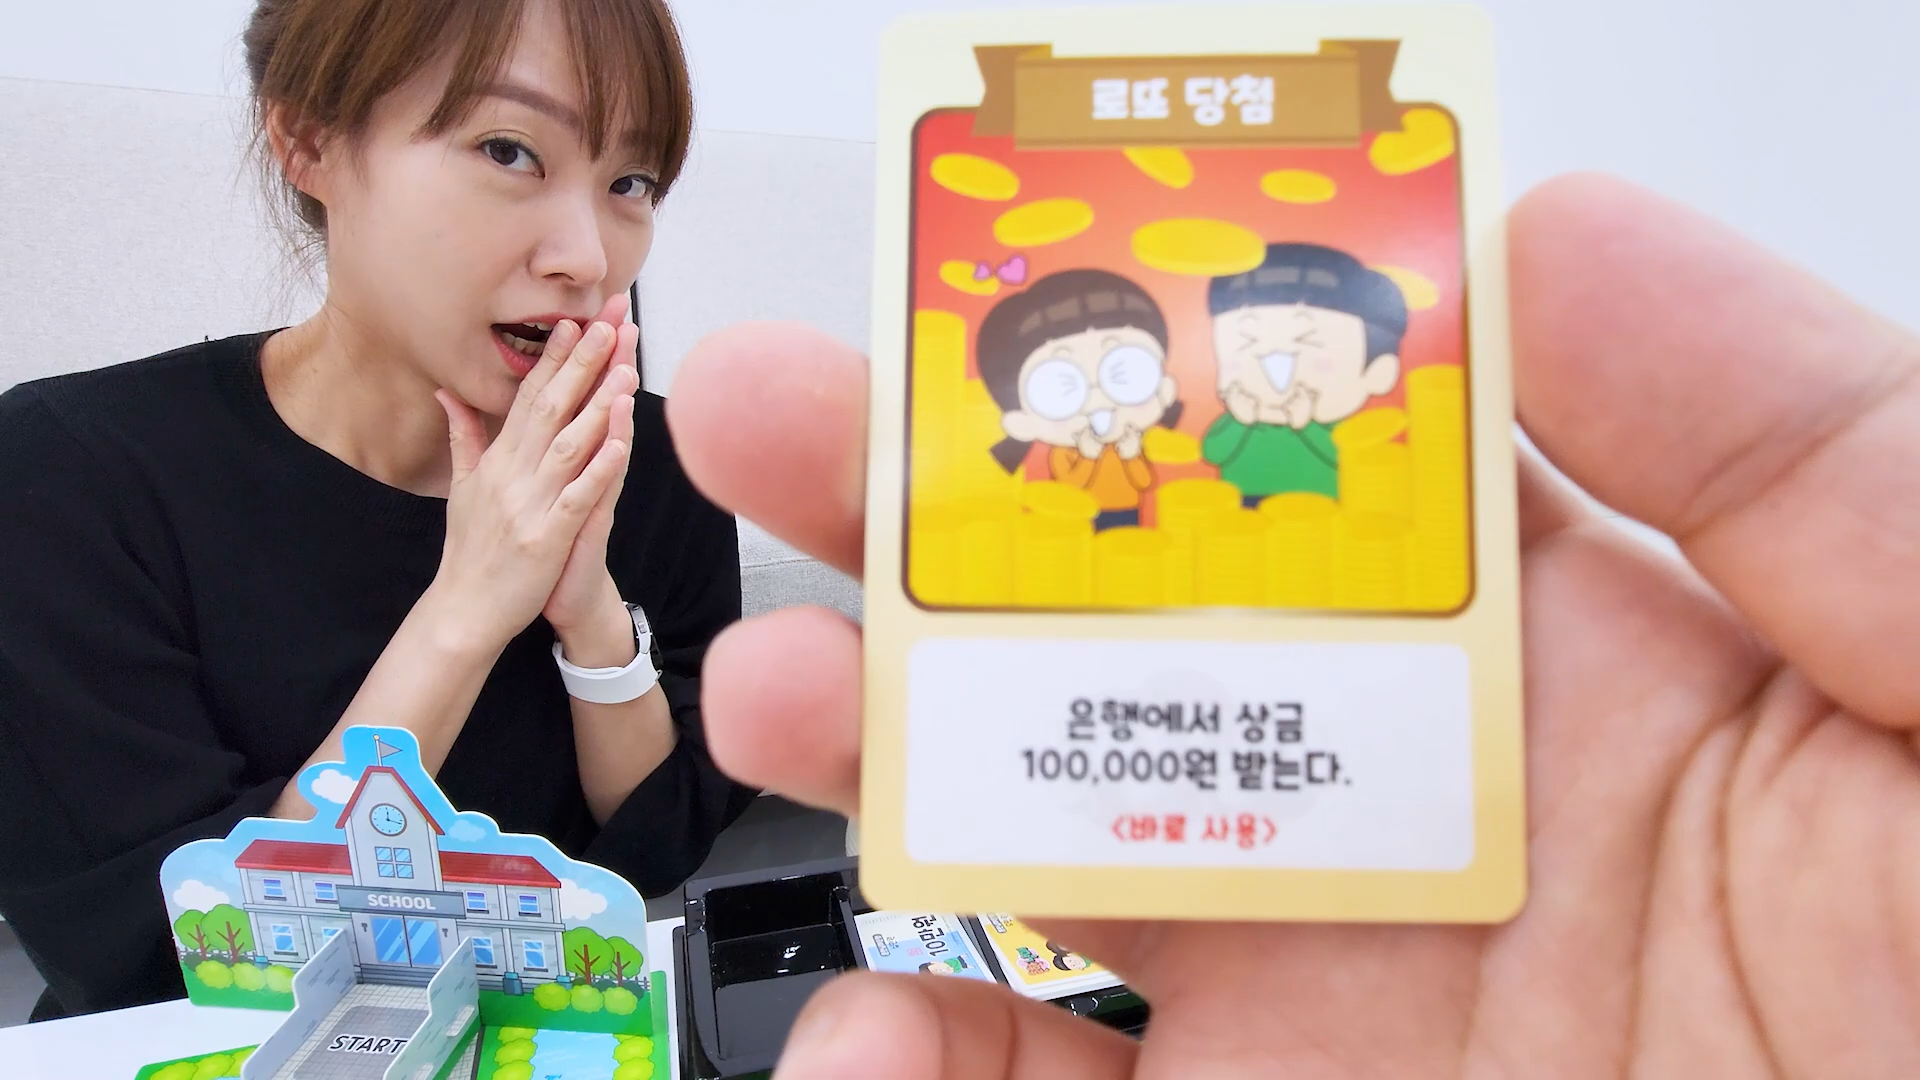 로또 당첨
은행에서 상금
100,000원 받는다.
<바로 사용>
SCHOOL
START